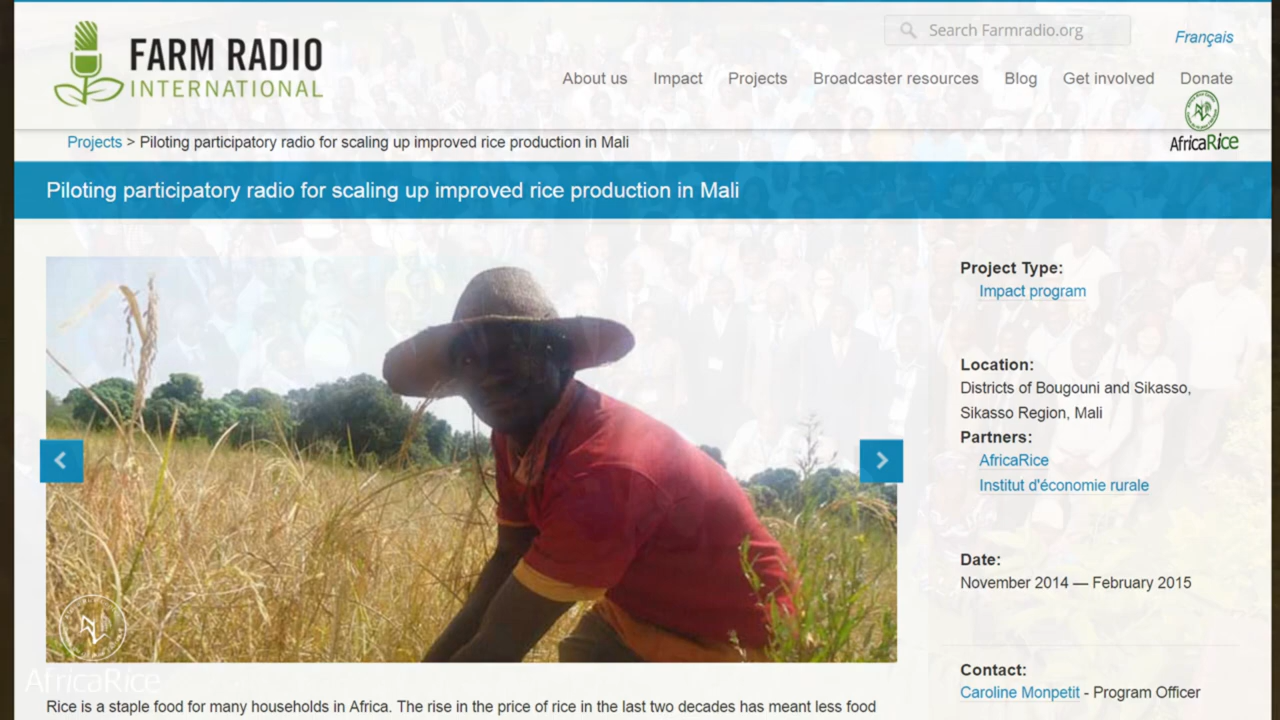 FARM RADIO
INTERNATIONAL
Search Farmradio.org
Français
About us Impact Projects Broadcaster resources Blog Get involved Donate
AfricaRice
Projects > Piloting participatory radio for scaling up improved rice production in Mali
Piloting participatory radio for scaling up improved rice production in Mali
Project Type:
Impact program
Location:
Districts of Bougouni and Sikasso,
Sikasso Region, Mali
Partners:
AfricaRice
Institut d'économie rurale
Date:
November 2014 — February 2015
Contact:
Caroline Monpetit - Program Officer
AfricaRice
Rice is a staple food for many households in Africa. The rise in the price of rice in the last two decades has meant less food